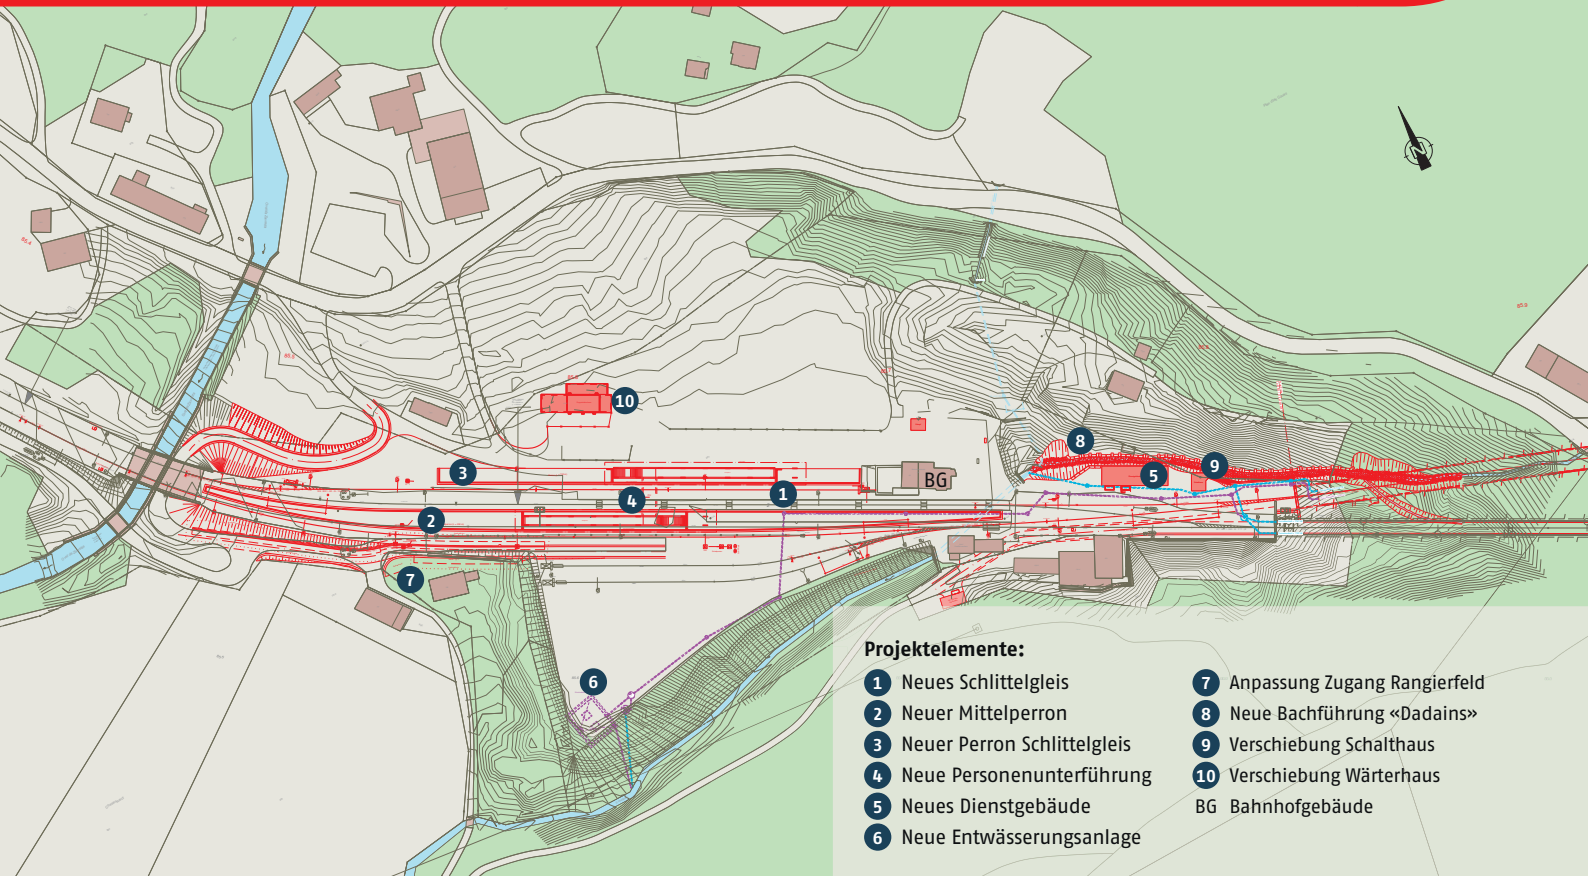 10
8
3
9
5
BG
1
4
2
7
6
N
Projektelemente:
1 Neues Schlittelgleis
2 Neuer Mittelperron
3 Neuer Perron Schlittelgleis
4 Neue Personenunterführung
5 Neues Dienstgebäude
6 Neue Entwässerungsanlage
7 Anpassung Zugang Rangierfeld
8 Neue Bachführung «Dadains»
9 Verschiebung Schalthaus
10 Verschiebung Wärterhaus
BG Bahnhofgebäude